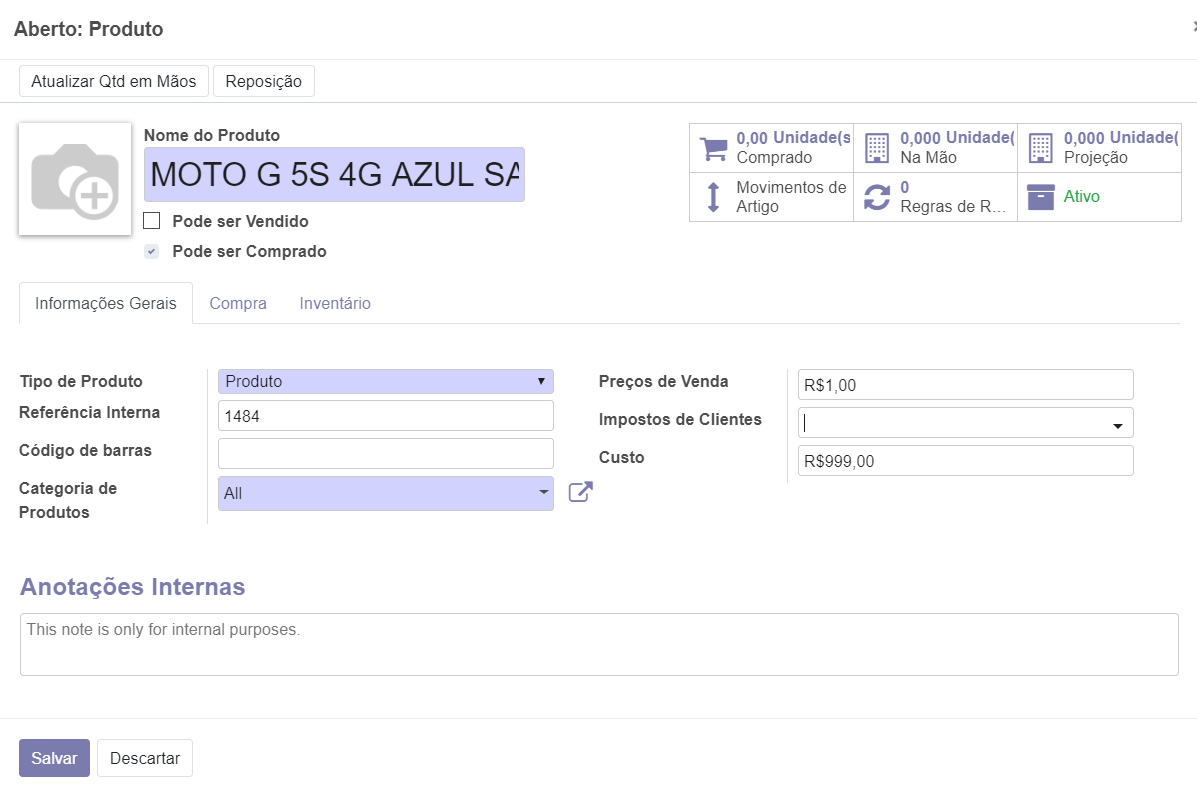 Aberto: Produto
Atualizar Qtd em Mãos
Reposição
Nome do Produto
MOTO G 5S 4G AZUL SA
Pode ser Vendido
Pode ser Comprado
0,00 Unidade(s
Comprado
0,000 Unidade(
Na Mão
0,000 Unidade(
Projeção
Movimentos de
Artigo
0
Regras de R...
Ativo
Informações Gerais
Compra
Inventário
Tipo de Produto
Produto
Referência Interna
1484
Código de barras
Categoria de
Produtos
All
Preços de Venda
R$1,00
Impostos de Clientes
Custo
R$999,00
Anotações Internas
This note is only for internal purposes.
Salvar
Descartar